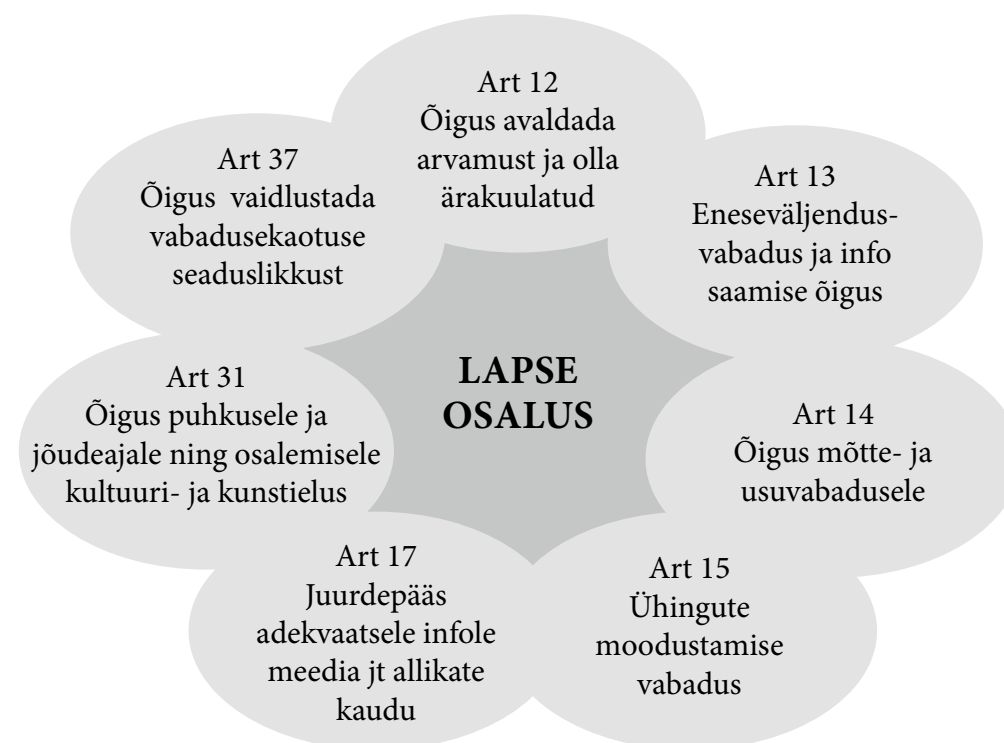 Art 12
Õigus avaldada
arvamust ja olla
ärakuulatud
Art 13
Eneseväljendus-
vabadus ja info
saamise õigus
Art 14
Õigus mõtte- ja
usuvabadusele
Art 15
Ühingute
moodustamise
vabadus
Art 17
Juurdepääs
adekvaatsele infole
meedia jt allikate
kaudu
Art 31
Õigus puhkusele ja
jõudeajale ning osalemisele
kultuuri- ja kunstielus
Art 37
Õigus vaidlustada
vabadusekaotuse
seaduslikkust
LAPSE
OSALUS